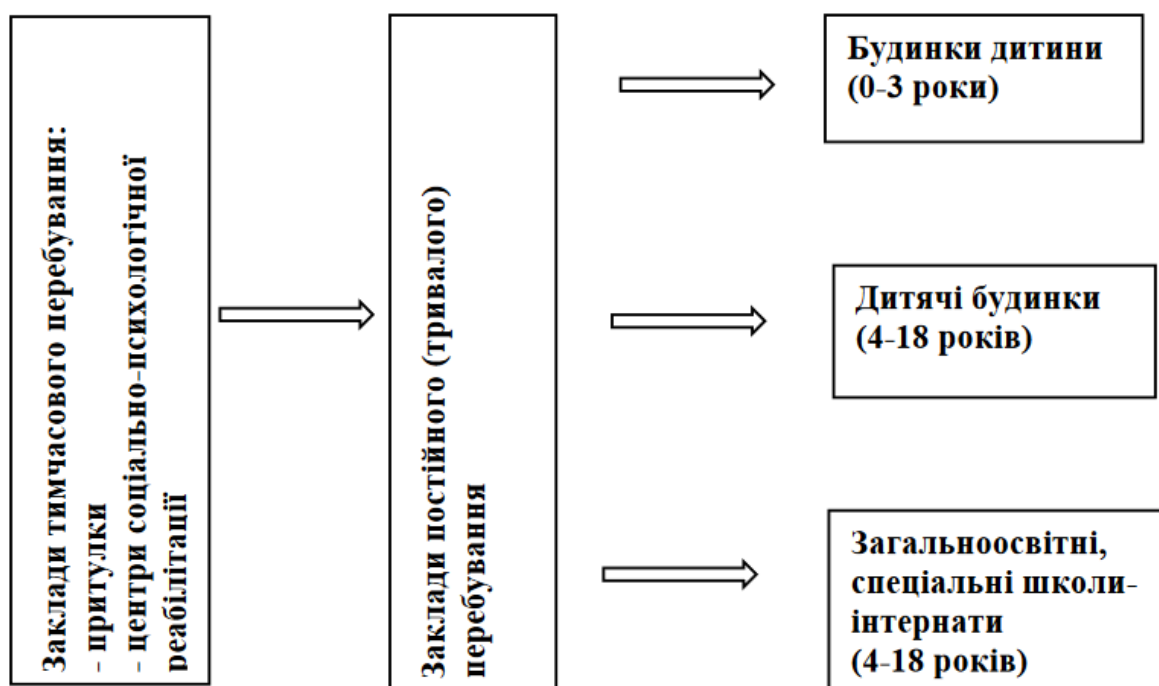 Заклади тимчасового перебування:
- притулки
- центри соціально-психологічної
реабілітації
Заклади постійного (тривалого)
перебування
Будинки дитини
(0-3 роки)
Дитячі будинки
(4-18 років)
Загальноосвітні,
спеціальні школи-
інтернати
(4-18 років)